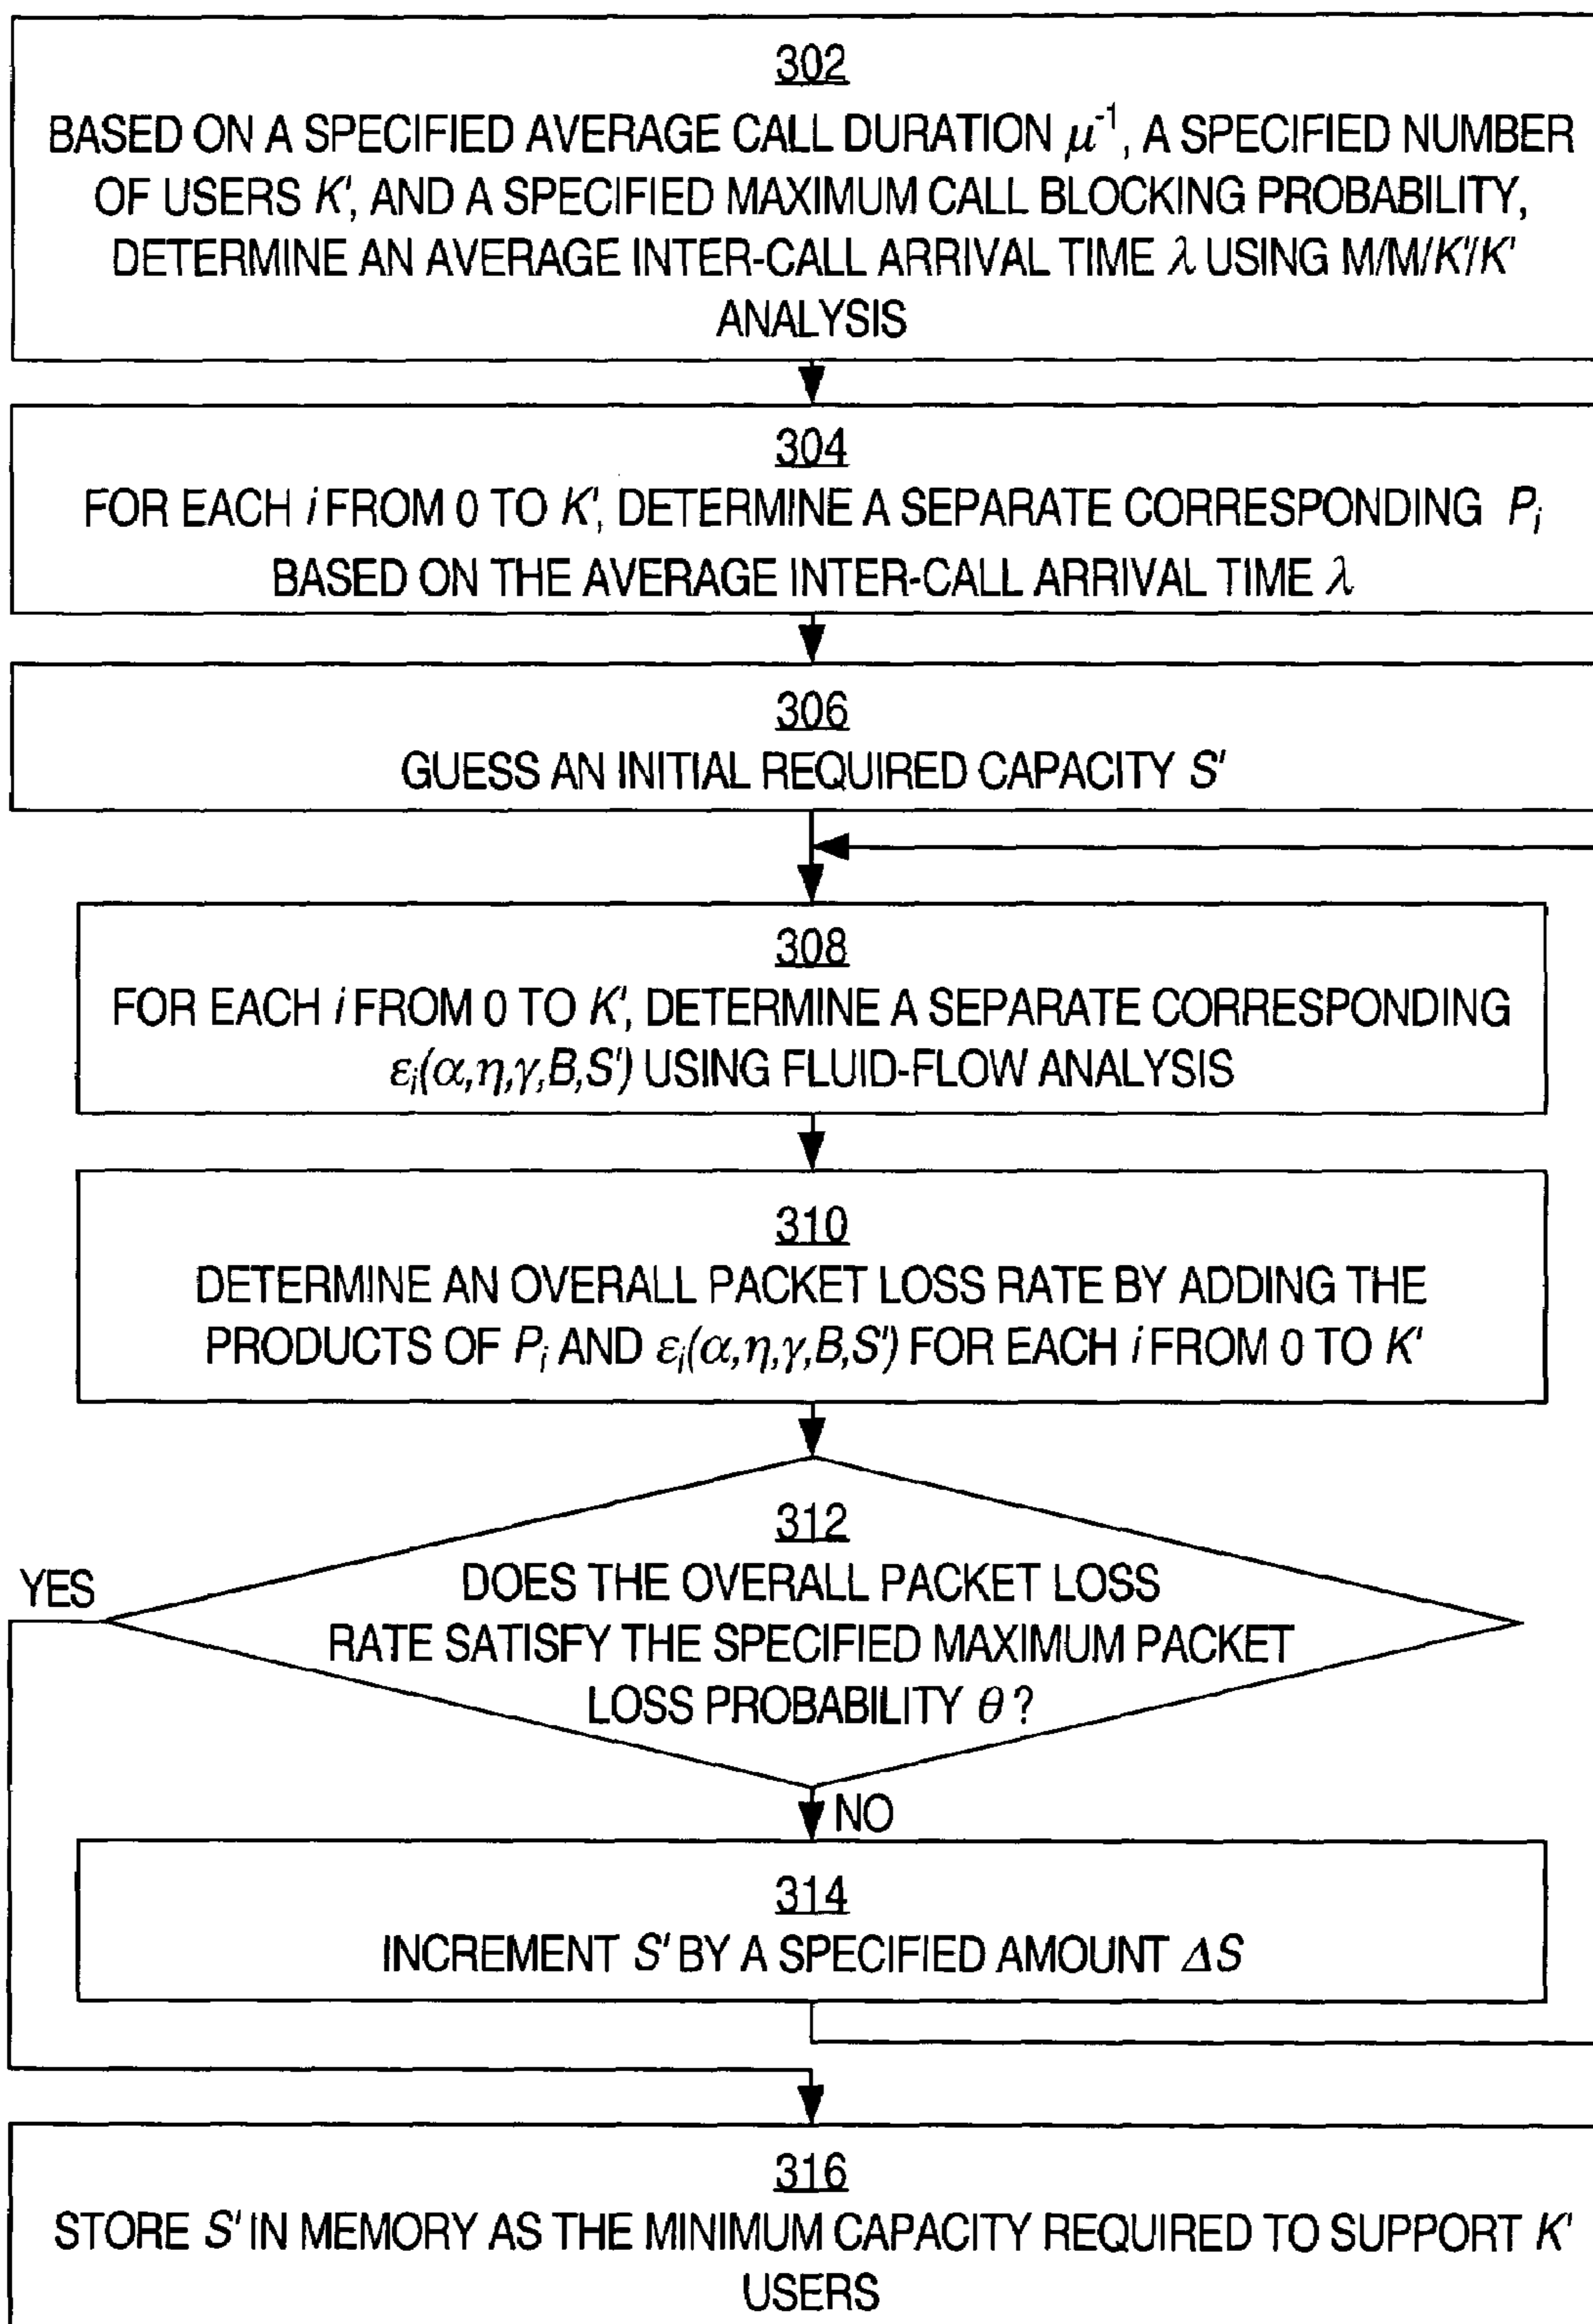 302
BASED ON A SPECIFIED AVERAGE CALL DURATION μ⁻¹, A SPECIFIED NUMBER
OF USERS K', AND A SPECIFIED MAXIMUM CALL BLOCKING PROBABILITY,
DETERMINE AN AVERAGE INTER-CALL ARRIVAL TIME λ USING M/M/K'/K'
ANALYSIS
304
FOR EACH i FROM 0 TO K', DETERMINE A SEPARATE CORRESPONDING Pᵢ
BASED ON THE AVERAGE INTER-CALL ARRIVAL TIME λ
306
GUESS AN INITIAL REQUIRED CAPACITY S'
308
FOR EACH i FROM 0 TO K', DETERMINE A SEPARATE CORRESPONDING
εᵢ(α,η,γ,B,S') USING FLUID-FLOW ANALYSIS
310
DETERMINE AN OVERALL PACKET LOSS RATE BY ADDING THE
PRODUCTS OF Pᵢ AND εᵢ(α,η,γ,B,S') FOR EACH i FROM 0 TO K'
312
DOES THE OVERALL PACKET LOSS
RATE SATISFY THE SPECIFIED MAXIMUM PACKET
LOSS PROBABILITY θ ?
YES
NO
314
INCREMENT S' BY A SPECIFIED AMOUNT ΔS
316
STORE S' IN MEMORY AS THE MINIMUM CAPACITY REQUIRED TO SUPPORT K'
USERS